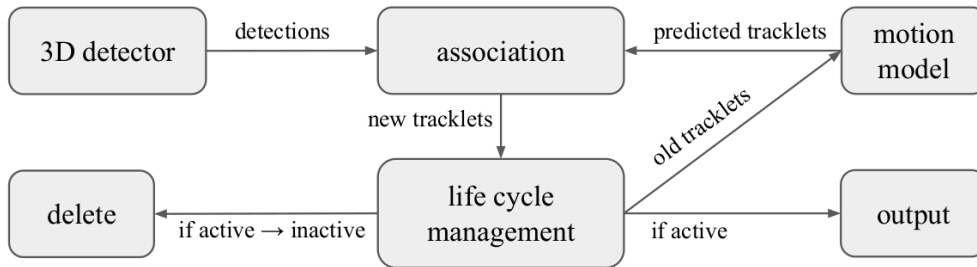 3D detector
detections
association
predicted tracklets
motion
model
new tracklets
old tracklets
delete
if active → inactive
life cycle
management
if active
output